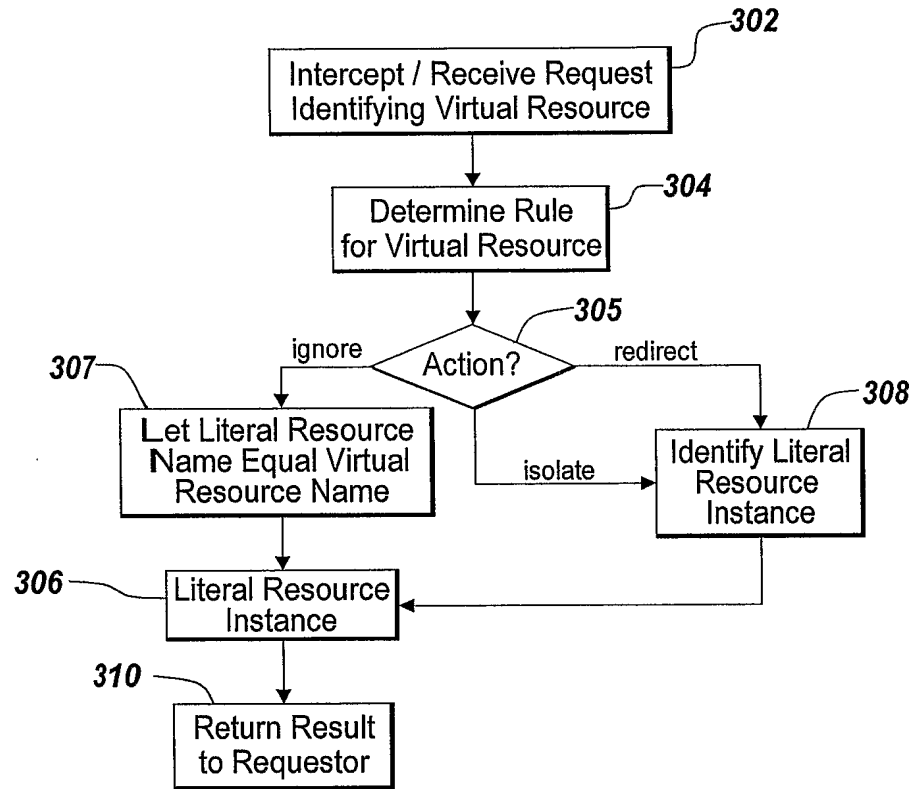 302
Intercept / Receive Request
Identifying Virtual Resource
304
Determine Rule
for Virtual Resource
305
Action?
ignore
redirect
isolate
307
Let Literal Resource
Name Equal Virtual
Resource Name
308
Identify Literal
Resource
Instance
306
Literal Resource
Instance
310
Return Result
to Requestor